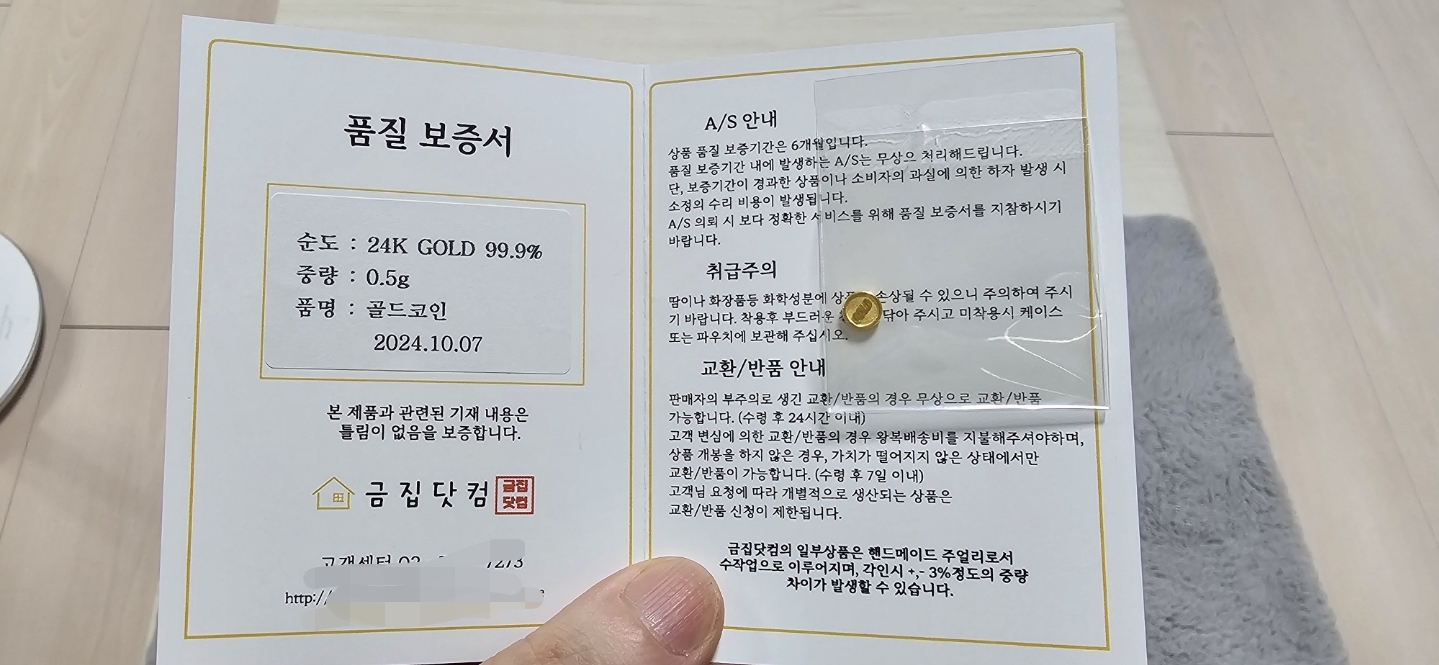 품질 보증서
순도 : 24K GOLD 99.9%
중량 : 0.5g
품명 : 골드코인
2024.10.07
본 제품과 관련된 기재 내용은
틀림이 없음을 보증합니다.
금집닷컴 금집닷컴
고객센터 02
http://
A/S 안내
상품 품질 보증기간은 6개월입니다.
품질 보증기간 내에 발생하는 A/S는 무상으 처리해드립니다.
단, 보증기간이 경과한 상품이나 소비자의 과실에 의한 하자 발생 시
소정의 수리 비용이 발생됩니다.
A/S 의뢰 시 보다 정확한 서비스를 위해 품질 보증서를 지참하시기
바랍니다.
취급주의
땀이나 화장품등 화학성분에 손상될 수 있으니 주의하여 주시
기 바랍니다. 착용후 부드러운 닦아 주시고 미착용시 케이스
또는 파우치에 보관해 주십시오.
교환/반품 안내
판매자의 부주의로 생긴 교환/반품의 경우 무상으로 교환/반품
가능합니다. (수령 후 24시간 이내)
고객 변심에 의한 교환/반품의 경우 왕복배송비를 지불해주셔야하며,
상품 개봉을 하지 않은 경우, 가치가 떨어지지 않은 상태에서만
교환/반품이 가능합니다. (수령 후 7일 이내)
고객님 요청에 따라 개별적으로 생산되는 상품은
교환/반품 신청이 제한됩니다.
금집닷컴의 일부상품은 핸드메이드 주얼리로서
수작업으로 이루어지며, 각인시 +,- 3%정도의 중량
차이가 발생할 수 있습니다.